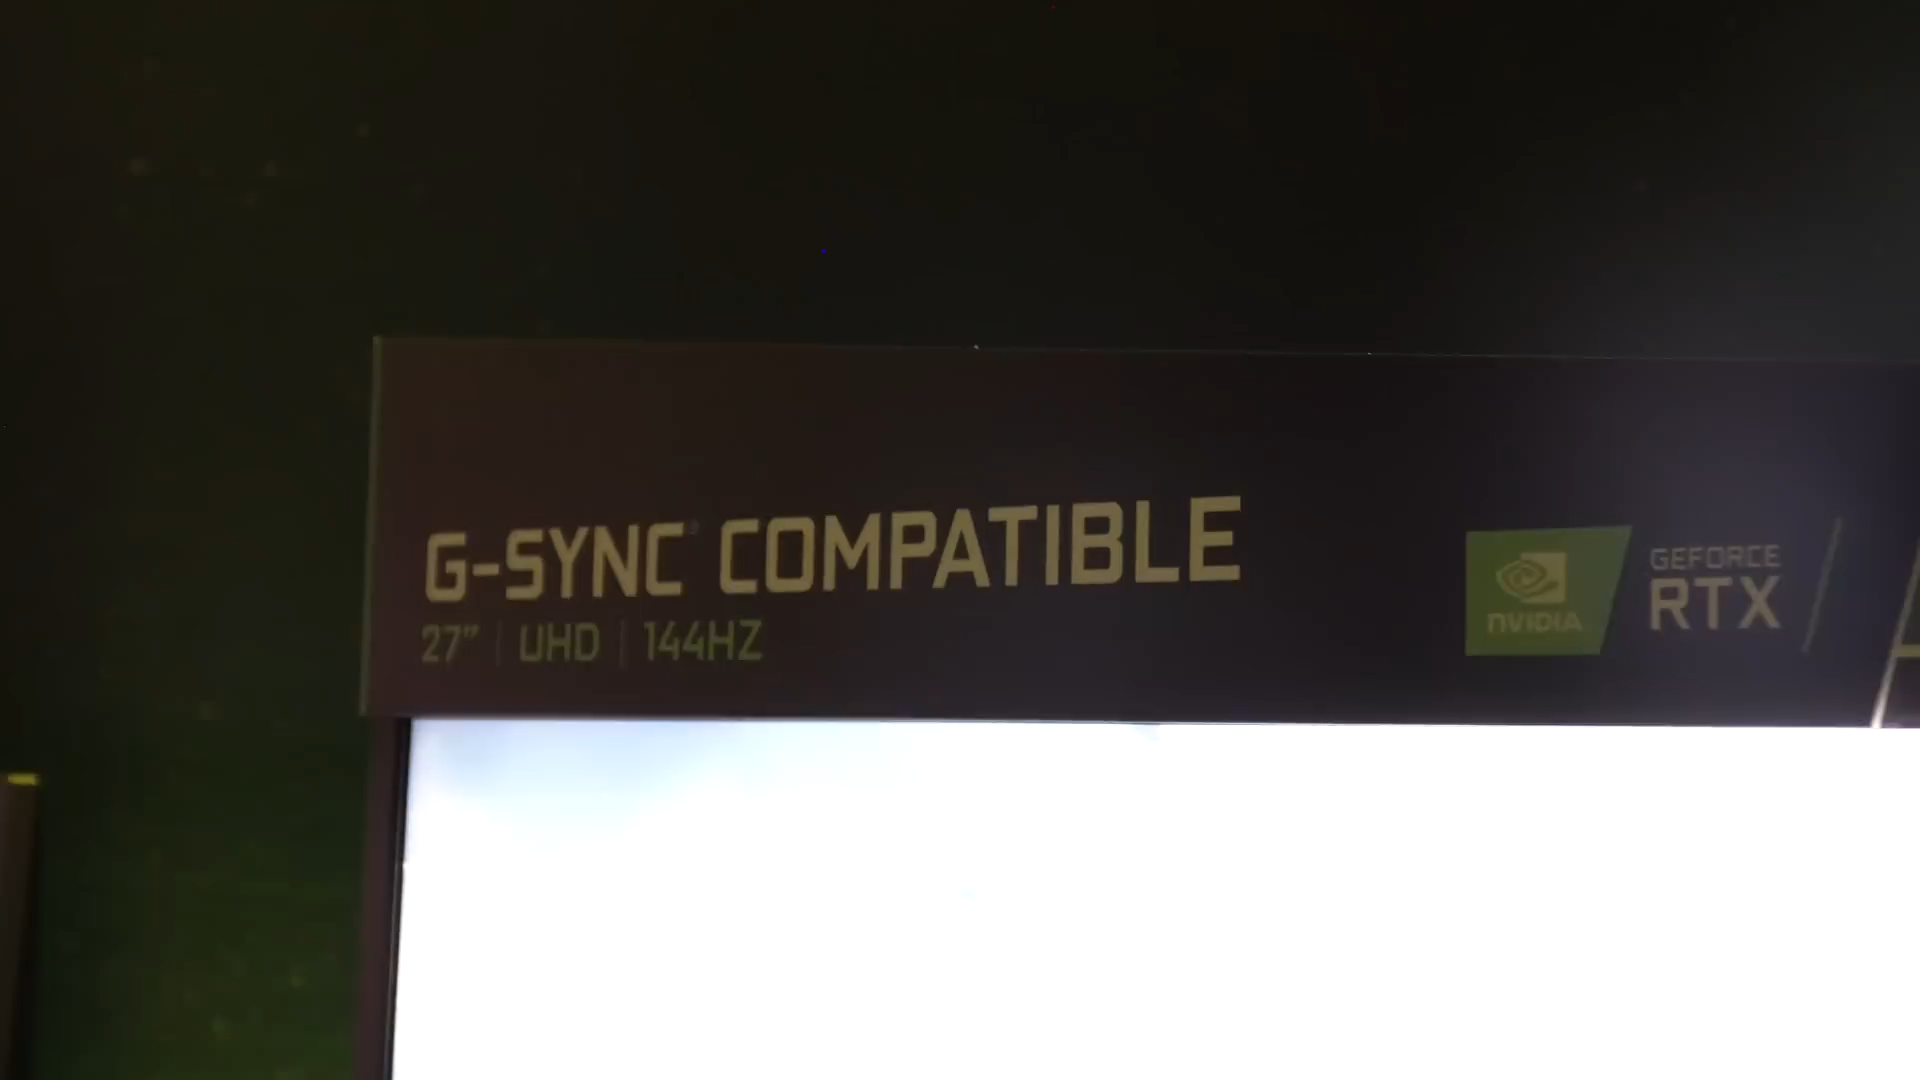 G-SYNC® COMPATIBLE
27" | UHD | 144HZ
NVIDIA
GEFORCE
RTX